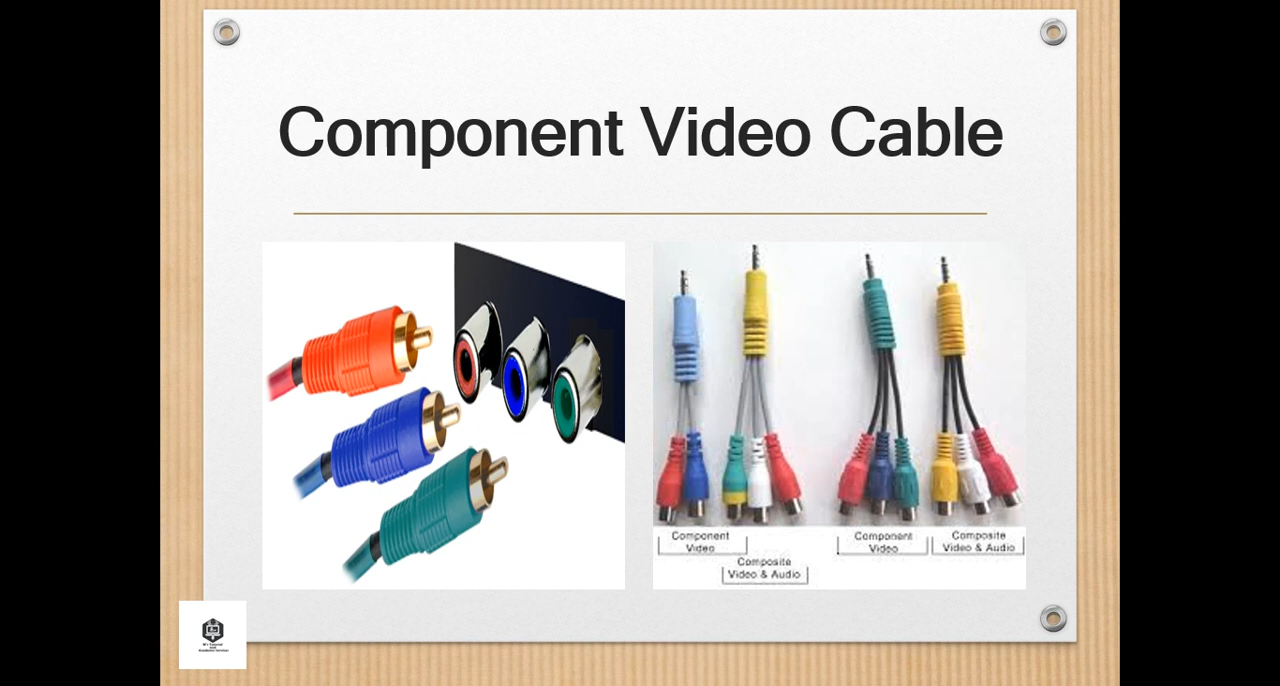 Component Video Cable
Component
Video
Composite
Video & Audio
Component
Video
Composite
Video & Audio